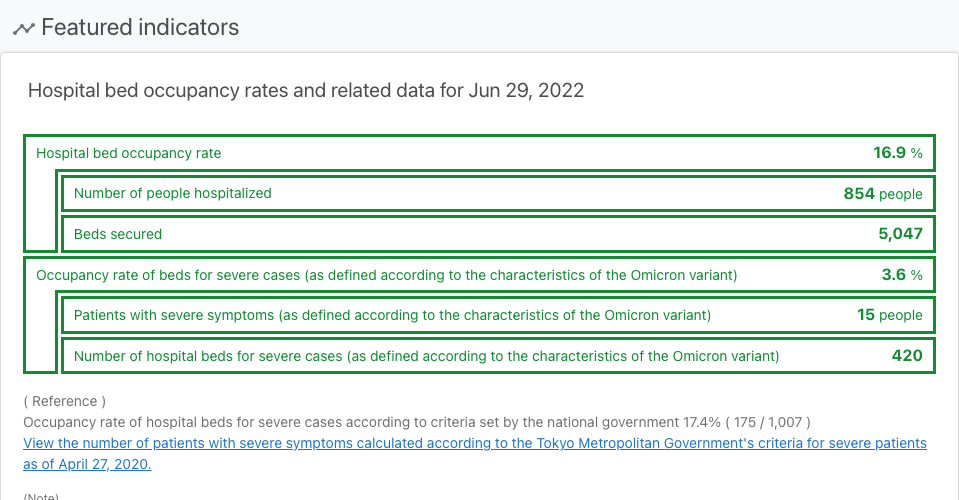 Featured indicators
Hospital bed occupancy rates and related data for Jun 29, 2022
Hospital bed occupancy rate 16.9 %
Number of people hospitalized 854 people
Beds secured 5,047
Occupancy rate of beds for severe cases (as defined according to the characteristics of the Omicron variant) 3.6 %
Patients with severe symptoms (as defined according to the characteristics of the Omicron variant) 15 people
Number of hospital beds for severe cases (as defined according to the characteristics of the Omicron variant) 420
( Reference )
Occupancy rate of hospital beds for severe cases according to criteria set by the national government 17.4% ( 175 / 1,007 )
View the number of patients with severe symptoms calculated according to the Tokyo Metropolitan Government's criteria for severe patients
as of April 27, 2020.
(Note)